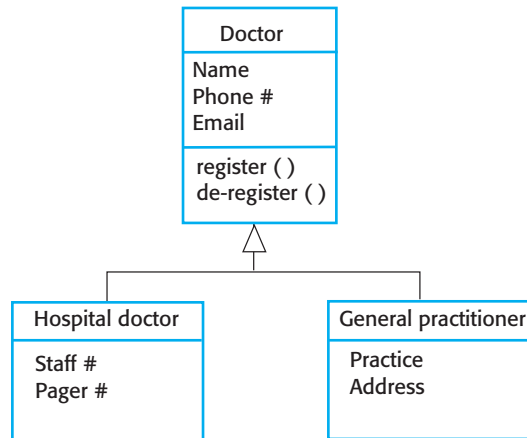 Doctor
Name
Phone #
Email
register ( )
de-register ( )
Hospital doctor
Staff #
Pager #
General practitioner
Practice
Address